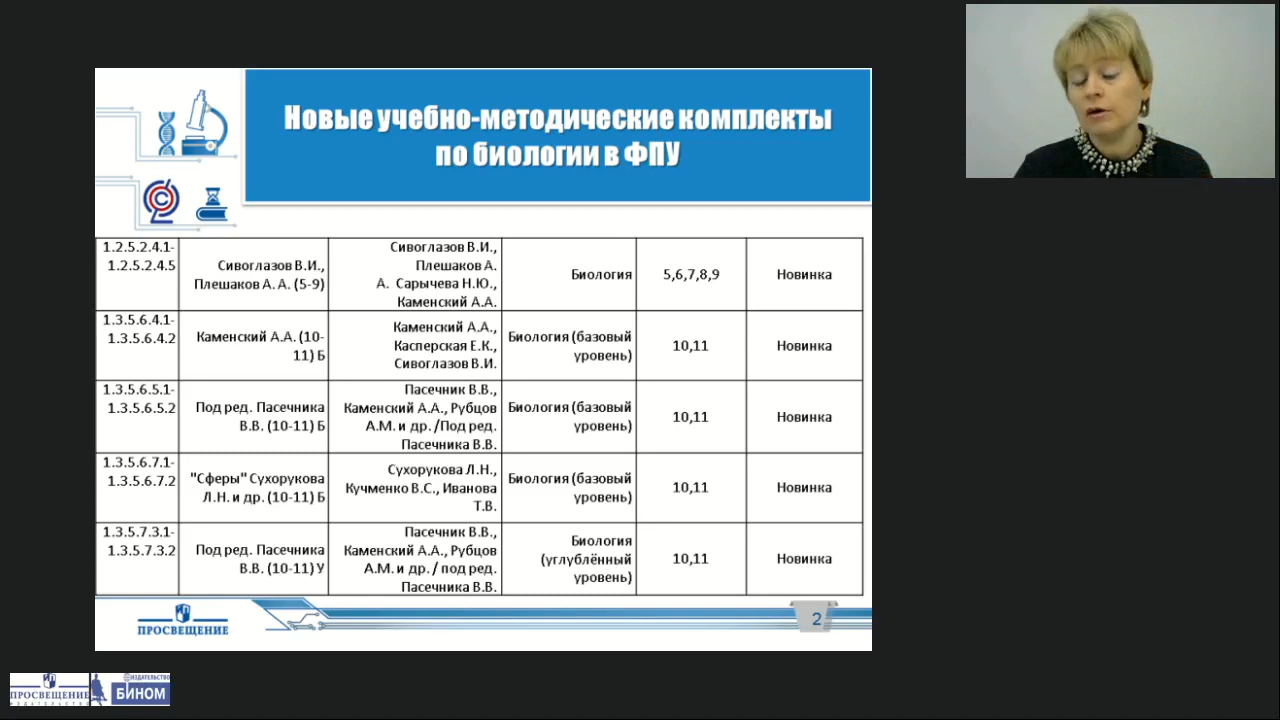 Новые учебно-методические комплекты
по биологии в ФПУ
1.2.5.2.4.1-
1.2.5.2.4.5
Сивоглазов В.И.,
Плешаков А. А. (5-9)
Сивоглазов В.И.,
Плешаков А.
А. Сарычева Н.Ю.,
Каменский А.А.
Биология
5,6,7,8,9
Новинка
1.3.5.6.4.1-
1.3.5.6.4.2
Каменский А.А. (10-
11) Б
Каменский А.А.,
Касперская Е.К.,
Сивоглазов В.И.
Биология (базовый
уровень)
10,11
Новинка
1.3.5.6.5.1-
1.3.5.6.5.2
Под ред. Пасечника
В.В. (10-11) Б
Пасечник В.В.,
Каменский А.А., Рубцов
А.М. и др. /Под ред.
Пасечника В.В.
Биология (базовый
уровень)
10,11
Новинка
1.3.5.6.7.1-
1.3.5.6.7.2
"Сферы" Сухорукова
Л.Н. и др. (10-11) Б
Сухорукова Л.Н.,
Кучменко В.С., Иванова
Т.В.
Биология (базовый
уровень)
10,11
Новинка
1.3.5.7.3.1-
1.3.5.7.3.2
Под ред. Пасечника
В.В. (10-11) У
Пасечник В.В.,
Каменский А.А., Рубцов
А.М. и др. / под ред.
Пасечника В.В.
Биология
(углублённый
уровень)
10,11
Новинка
ПРОСВЕЩЕНИЕ
2
ПРОСВЕЩЕНИЕ
ИЗДАТЕЛЬСТВО
ИЗДАТЕЛЬСТВО
БИНОМ